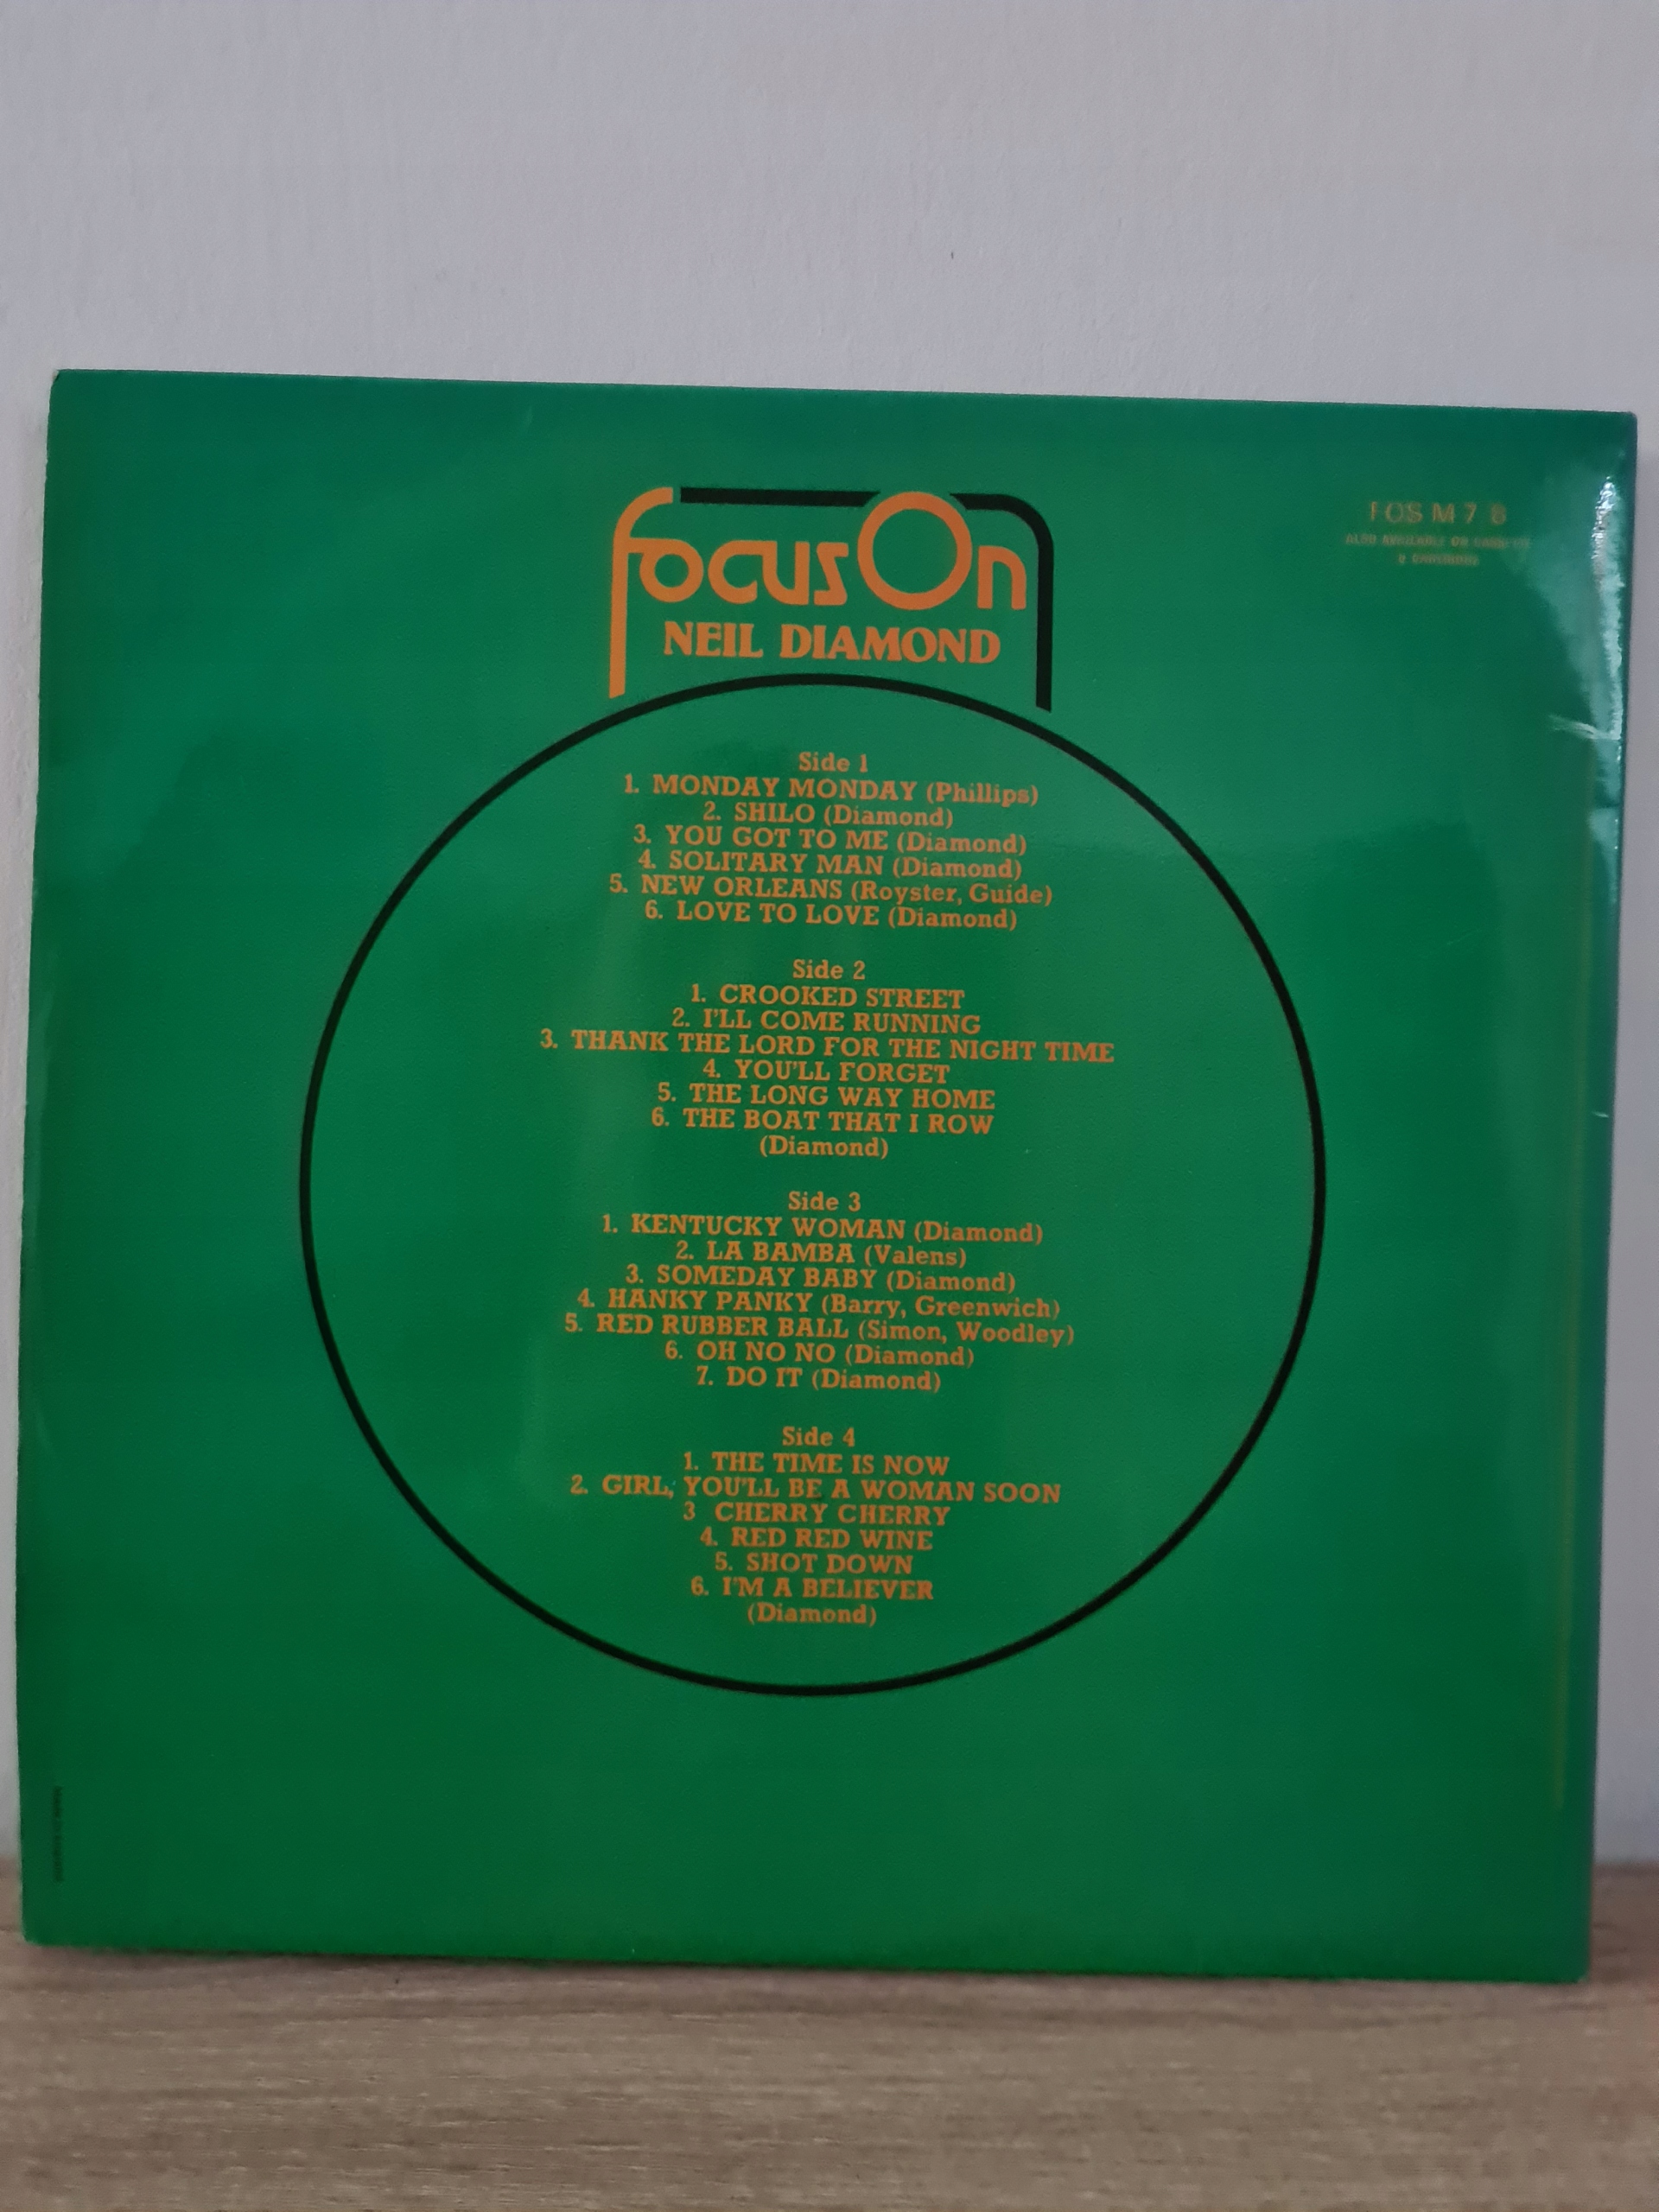 focusOn
NEIL DIAMOND
FOS M 7 8
ALSO AVAILABLE ON CASSETTE
& CARTRIDGE
Side 1
1. MONDAY MONDAY (Phillips)
2. SHILO (Diamond)
3. YOU GOT TO ME (Diamond)
4. SOLITARY MAN (Diamond)
5. NEW ORLEANS (Royster, Guide)
6. LOVE TO LOVE (Diamond)
Side 2
1. CROOKED STREET
2. I'LL COME RUNNING
3. THANK THE LORD FOR THE NIGHT TIME
4. YOU'LL FORGET
5. THE LONG WAY HOME
6. THE BOAT THAT I ROW
(Diamond)
Side 3
1. KENTUCKY WOMAN (Diamond)
2. LA BAMBA (Valens)
3. SOMEDAY BABY (Diamond)
4. HANKY PANKY (Barry, Greenwich)
5. RED RUBBER BALL (Simon, Woodley)
6. OH NO NO (Diamond)
7. DO IT (Diamond)
Side 4
1. THE TIME IS NOW
2. GIRL, YOU'LL BE A WOMAN SOON
3 CHERRY CHERRY
4. RED RED WINE
5. SHOT DOWN
6. I'M A BELIEVER
(Diamond)